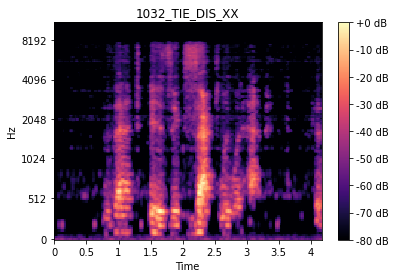 1032_TIE_DIS_XX
Hz
8192
4096
2048
1024
512
0
0 0.5 1 1.5 2 2.5 3 3.5 4
Time
+0 dB
-10 dB
-20 dB
-30 dB
-40 dB
-50 dB
-60 dB
-70 dB
-80 dB